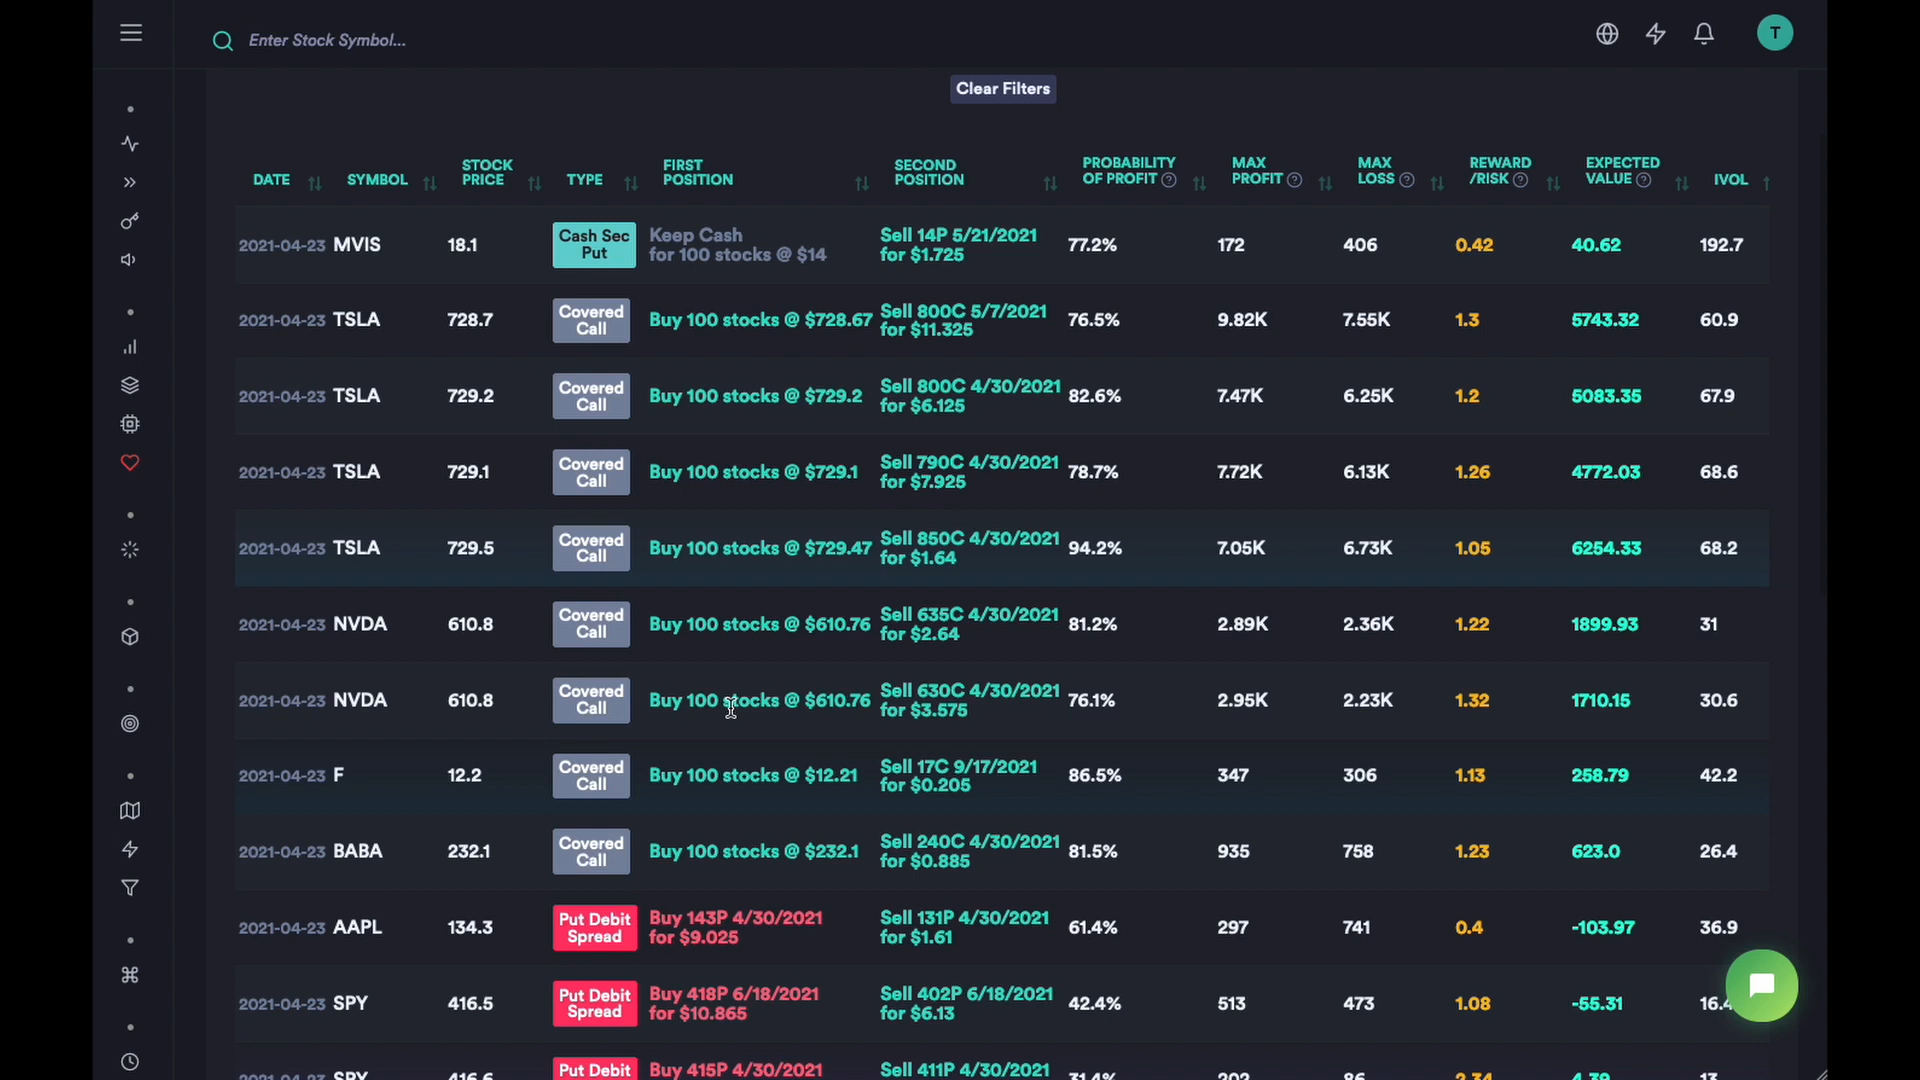 Enter Stock Symbol...
T
Clear Filters
DATE
SYMBOL
STOCK
PRICE
TYPE
FIRST
POSITION
SECOND
POSITION
PROBABILITY
OF PROFIT ?
MAX
PROFIT ?
MAX
LOSS ?
REWARD
/RISK ?
EXPECTED
VALUE ?
IVOL
2021-04-23 MVIS 18.1 Cash Sec Keep Cash Sell 14P 5/21/2021 77.2% 172 406 0.42 40.62 192.7
Put for 100 stocks @ $14 for $1.725
2021-04-23 TSLA 728.7 Covered Buy 100 stocks @ $728.67 Sell 800C 5/7/2021 76.5% 9.82K 7.55K 1.3 5743.32 60.9
Call for $11.325
2021-04-23 TSLA 729.2 Covered Buy 100 stocks @ $729.2 Sell 800C 4/30/2021 82.6% 7.47K 6.25K 1.2 5083.35 67.9
Call for $6.125
2021-04-23 TSLA 729.1 Covered Buy 100 stocks @ $729.1 Sell 790C 4/30/2021 78.7% 7.72K 6.13K 1.26 4772.03 68.6
Call for $7.925
2021-04-23 TSLA 729.5 Covered Buy 100 stocks @ $729.47 Sell 850C 4/30/2021 94.2% 7.05K 6.73K 1.05 6254.33 68.2
Call for $1.64
2021-04-23 NVDA 610.8 Covered Buy 100 stocks @ $610.76 Sell 635C 4/30/2021 81.2% 2.89K 2.36K 1.22 1899.93 31
Call for $2.64
2021-04-23 NVDA 610.8 Covered Buy 100 stocks @ $610.76 Sell 630C 4/30/2021 76.1% 2.95K 2.23K 1.32 1710.15 30.6
Call for $3.575
2021-04-23 F 12.2 Covered Buy 100 stocks @ $12.21 Sell 17C 9/17/2021 86.5% 347 306 1.13 258.79 42.2
Call for $0.205
2021-04-23 BABA 232.1 Covered Buy 100 stocks @ $232.1 Sell 240C 4/30/2021 81.5% 935 758 1.23 623.0 26.4
Call for $0.885
2021-04-23 AAPL 134.3 Put Debit Buy 143P 4/30/2021 Sell 131P 4/30/2021 61.4% 297 741 0.4 -103.97 36.9
Spread for $9.025 for $1.61
2021-04-23 SPY 416.5 Put Debit Buy 418P 6/18/2021 Sell 402P 6/18/2021 42.4% 513 473 1.08 -55.31 16.4
Spread for $10.865 for $6.13
2021-04-23 SPY 416.6 Put Debit Buy 415P 4/30/2021 Sell 411P 4/30/2021 31.4% 202 86 2.34 4.39 13